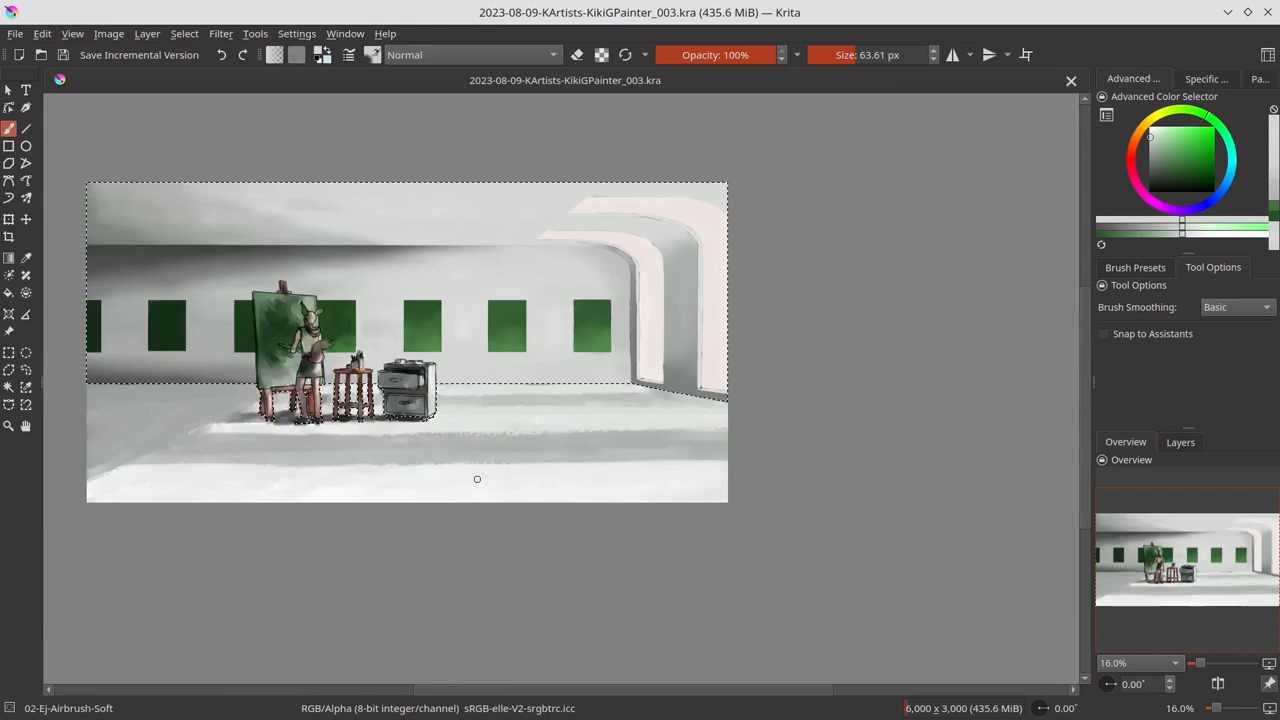 2023-08-09-KArtists-KikiGPainter_003.kra (435.6 MiB) — Krita
File Edit View Image Layer Select Filter Tools Settings Window Help
Save Incremental Version Normal Opacity: 100% Size: 63.61 px
2023-08-09-KArtists-KikiGPainter_003.kra
Advanced ... Specific ... Pa...
Advanced Color Selector
Brush Presets Tool Options
Tool Options
Brush Smoothing: Basic
Snap to Assistants
Overview Layers
Overview
16.0%
0.00°
02-Ej-Airbrush-Soft RGB/Alpha (8-bit integer/channel) sRGB-elle-V2-srgbtrc.icc 6,000 x 3,000 (435.6 MiB) 0.00° 16.0%